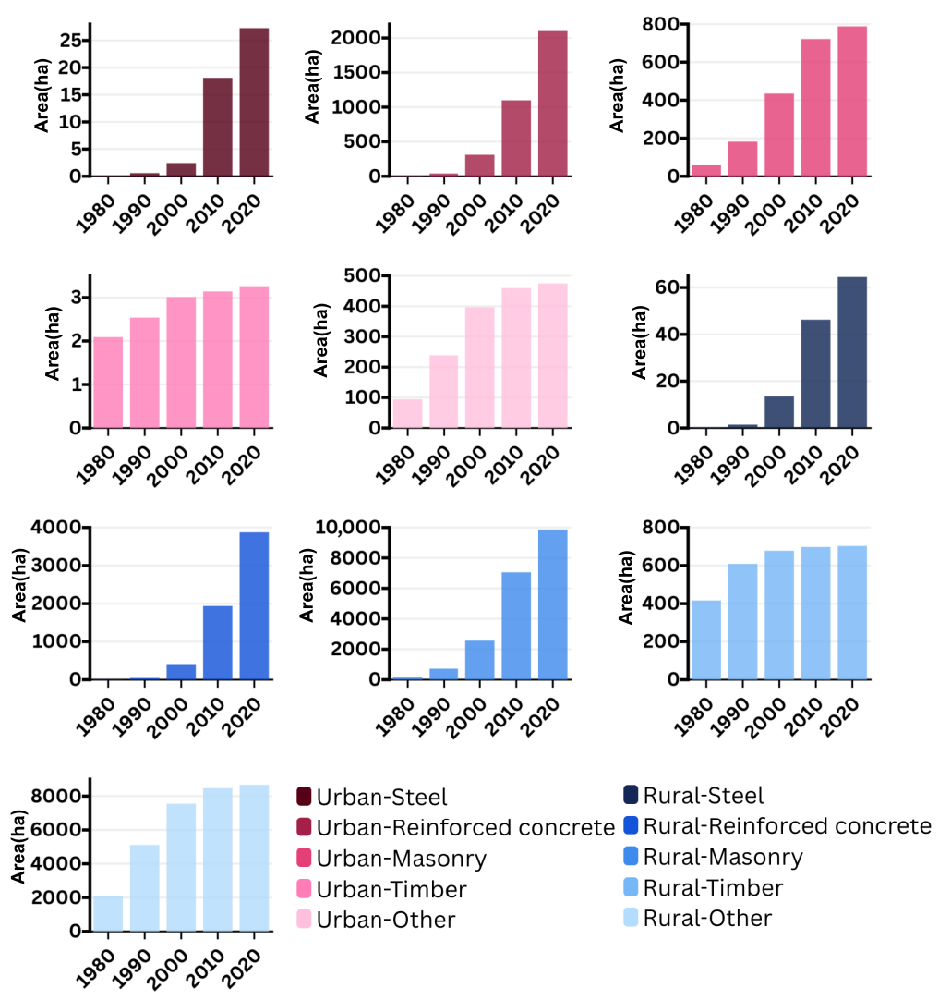 Area(ha)
25
20
15
10
5
0
1980 1990 2000 2010 2020
Area(ha)
2000
1500
1000
500
0
1980 1990 2000 2010 2020
Area(ha)
800
600
400
200
0
1980 1990 2000 2010 2020
Area(ha)
3
2
1
0
1980 1990 2000 2010 2020
Area(ha)
500
400
300
200
100
0
1980 1990 2000 2010 2020
Area(ha)
60
40
20
0
1980 1990 2000 2010 2020
Area(ha)
4000
3000
2000
1000
0
1980 1990 2000 2010 2020
Area(ha)
10,000
8000
6000
4000
2000
0
1980 1990 2000 2010 2020
Area(ha)
800
600
400
200
0
1980 1990 2000 2010 2020
Area(ha)
8000
6000
4000
2000
0
1980 1990 2000 2010 2020
Urban-Steel
Urban-Reinforced concrete
Urban-Masonry
Urban-Timber
Urban-Other
Rural-Steel
Rural-Reinforced concrete
Rural-Masonry
Rural-Timber
Rural-Other